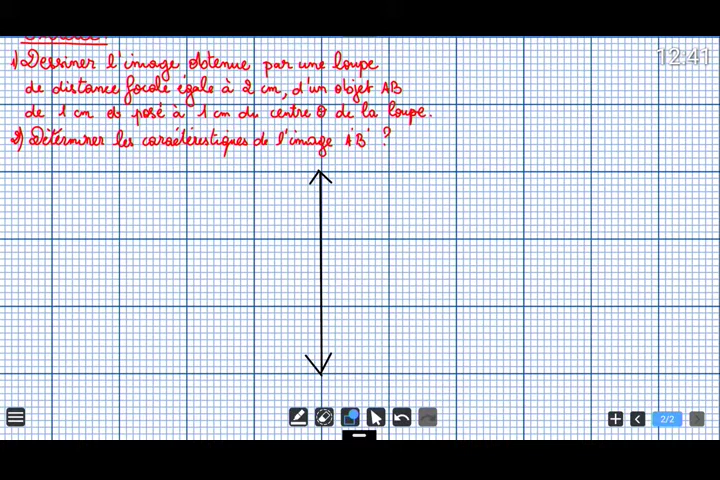 12:41
1) Dessiner l'image obtenue par une loupe
de distance focale égale à 2 cm, d'un objet AB
de 1 cm et posé à 1 cm du centre O de la loupe.
2) Déterminer les caractéristiques de l'image A'B' ?
2/2